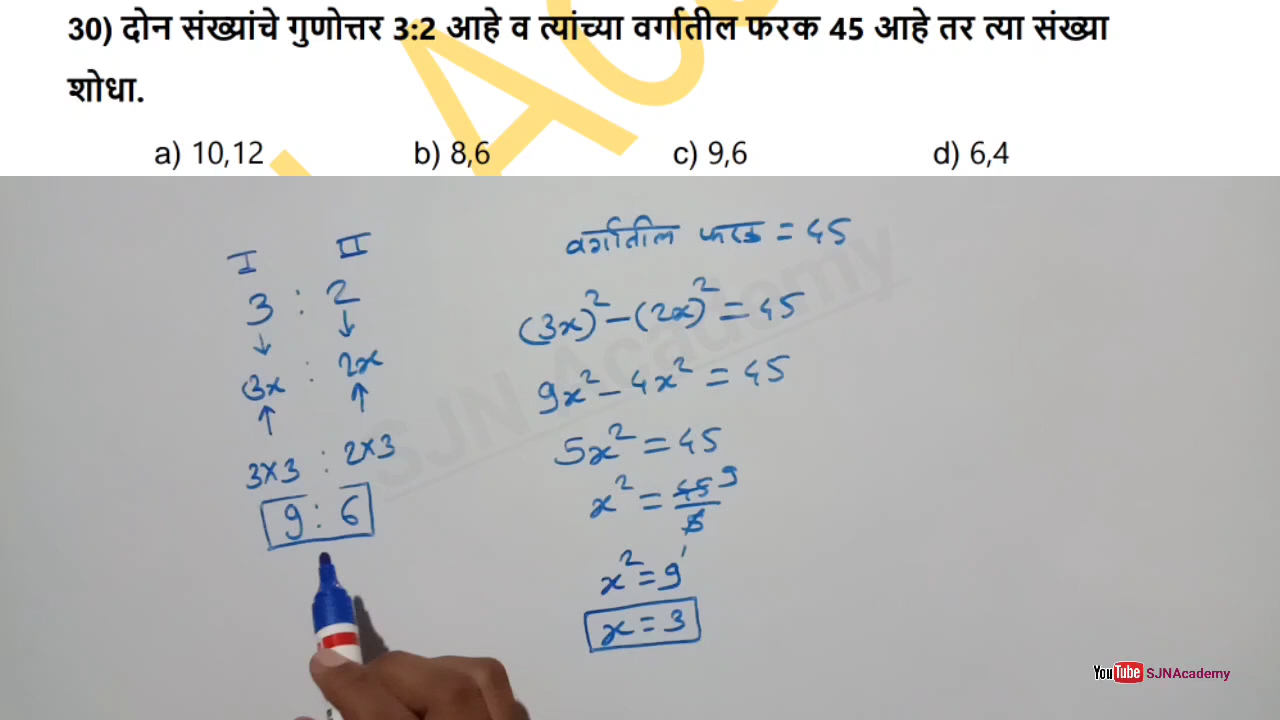 30) दोन संख्यांचे गुणोत्तर 3:2 आहे व त्यांच्या वर्गातील फरक 45 आहे तर त्या संख्या
शोधा.
a) 10,12 b) 8,6 c) 9,6 d) 6,4
I II
3 : 2
↓ ↓
3x : 2x
↑ ↑
3×3 : 2×3
9 : 6
वर्गातील फरक = 45
(3x)² – (2x)² = 45
9x² – 4x² = 45
5x² = 45
x² = 45/5 9
1
x² = 9
x = 3
SJN Academy
YouTube SJNAcademy